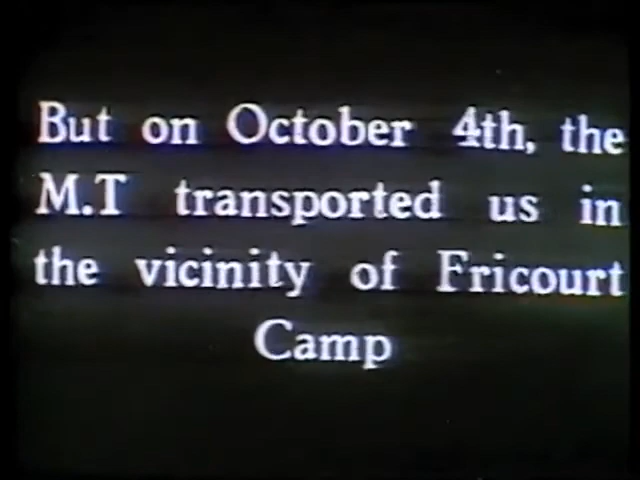 But on October 4th, the
M.T transported us in
the vicinity of Fricourt
Camp